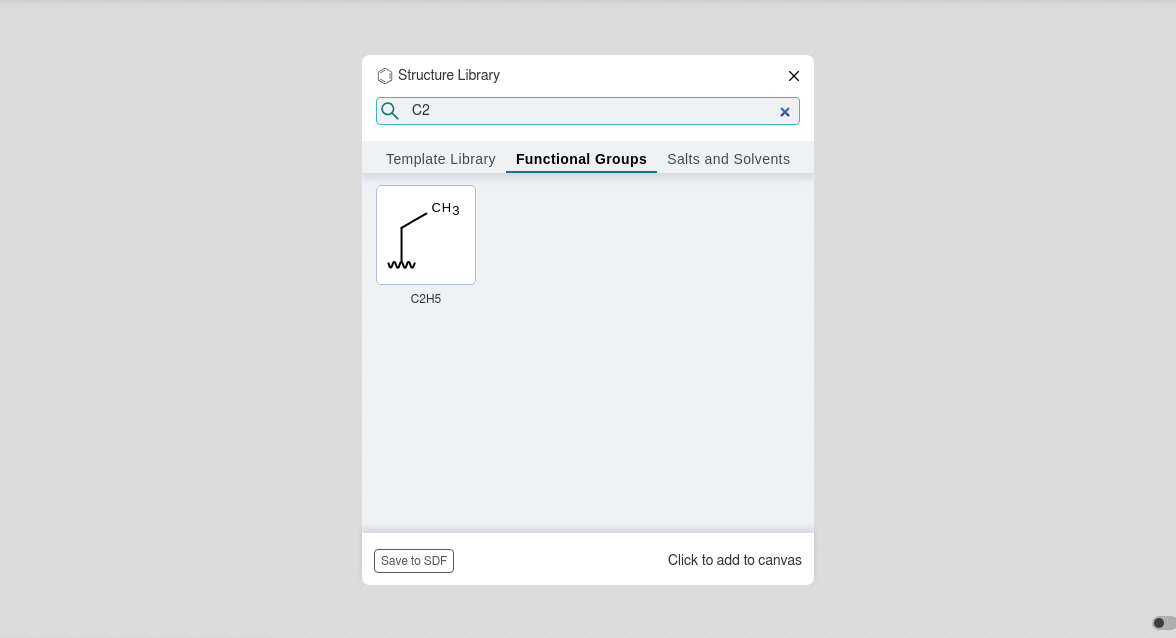 Structure Library
C2
Template Library Functional Groups Salts and Solvents
CH3
C2H5
Save to SDF Click to add to canvas